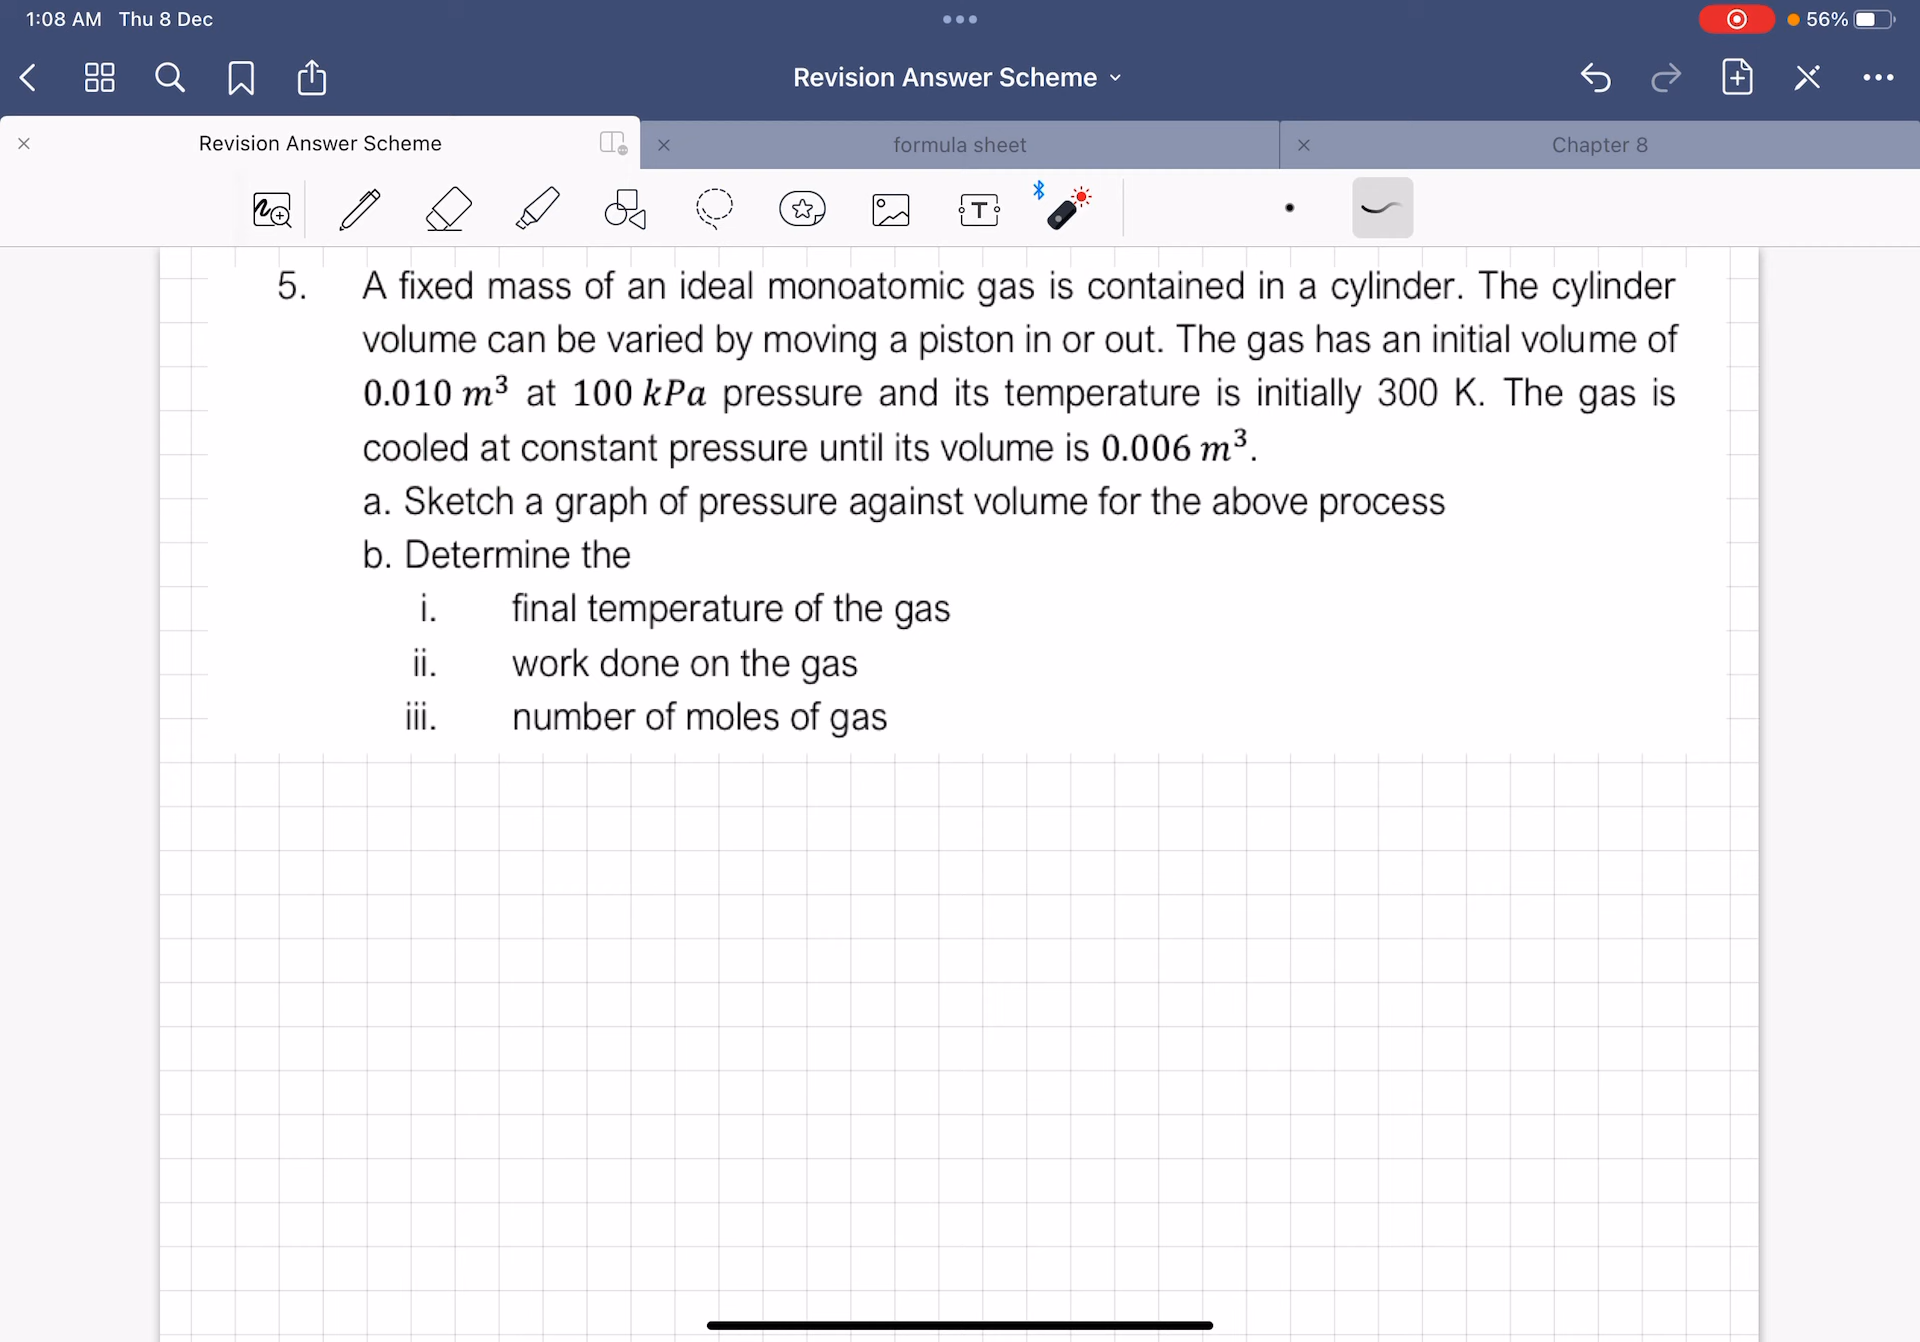 1:08 AM Thu 8 Dec
56%
Revision Answer Scheme
Revision Answer Scheme
formula sheet
Chapter 8
T
5. A fixed mass of an ideal monoatomic gas is contained in a cylinder. The cylinder
volume can be varied by moving a piston in or out. The gas has an initial volume of
0.010 m³ at 100 kPa pressure and its temperature is initially 300 K. The gas is
cooled at constant pressure until its volume is 0.006 m³.
a. Sketch a graph of pressure against volume for the above process
b. Determine the
i. final temperature of the gas
ii. work done on the gas
iii. number of moles of gas